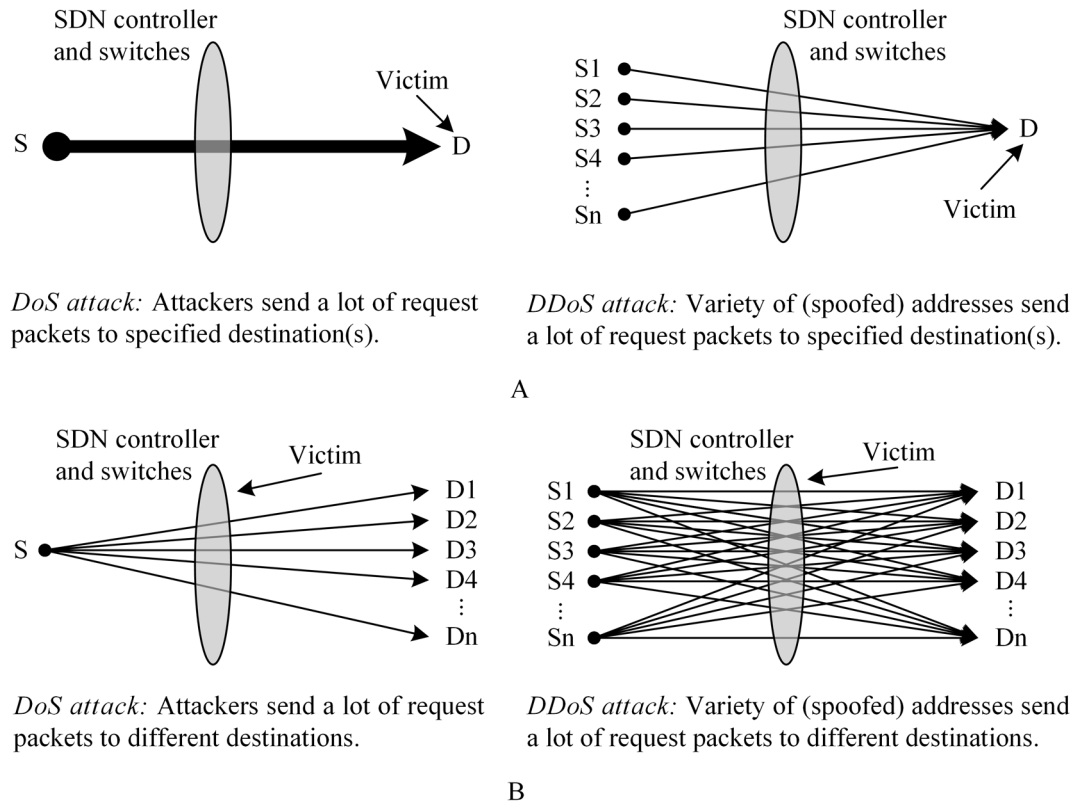 SDN controller
and switches
Victim
S
D
SDN controller
and switches
S1
S2
S3
S4
⋮
Sn
D
Victim
DoS attack: Attackers send a lot of request
packets to specified destination(s).
DDoS attack: Variety of (spoofed) addresses send
a lot of request packets to specified destination(s).
A
SDN controller
and switches
Victim
S
D1
D2
D3
D4
⋮
Dn
SDN controller
and switches
Victim
S1
S2
S3
S4
⋮
Sn
D1
D2
D3
D4
⋮
Dn
DoS attack: Attackers send a lot of request
packets to different destinations.
DDoS attack: Variety of (spoofed) addresses send
a lot of request packets to different destinations.
B